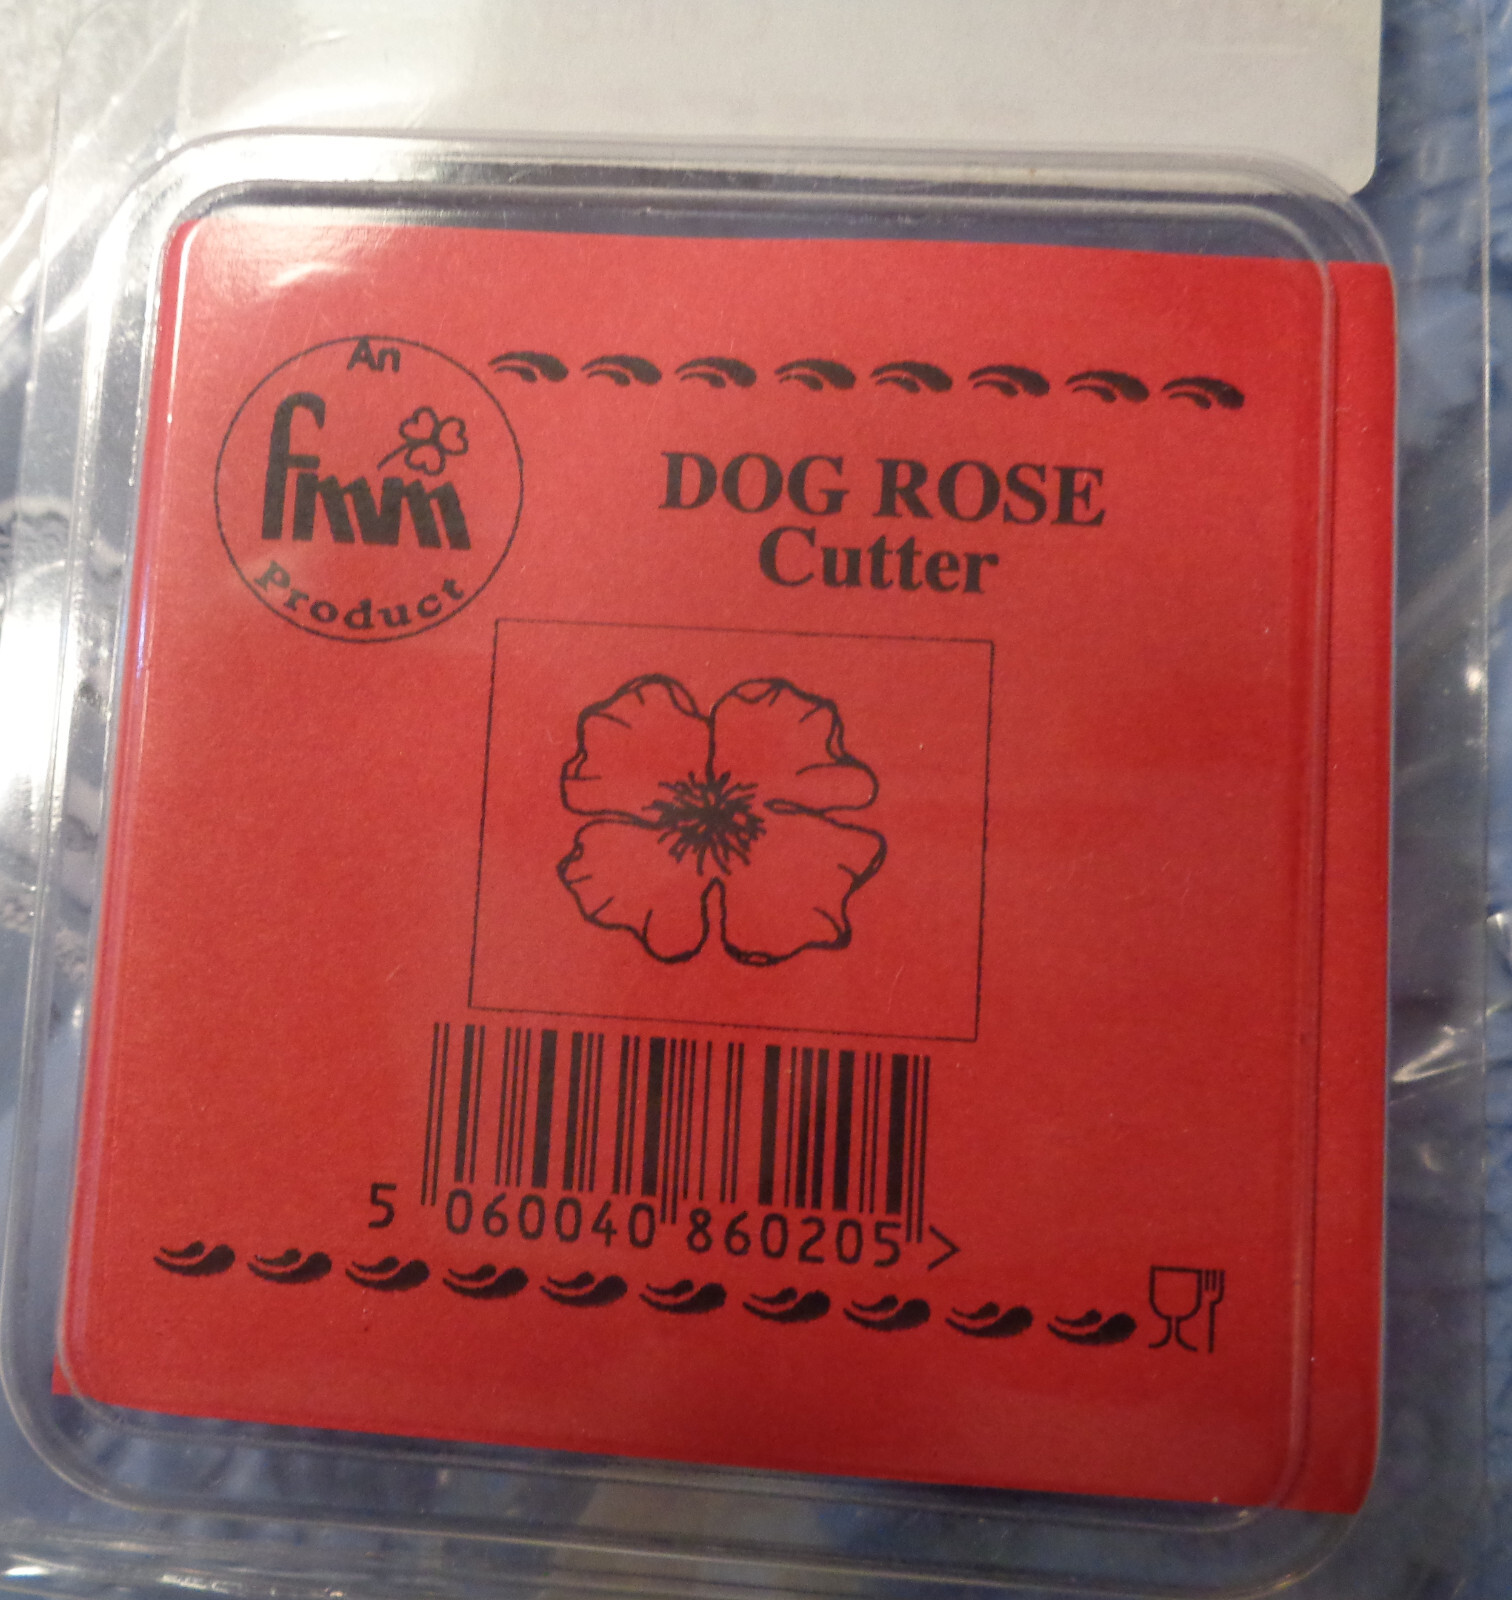 An
fmm
Product
DOG ROSE
Cutter
5 060040 860205 >